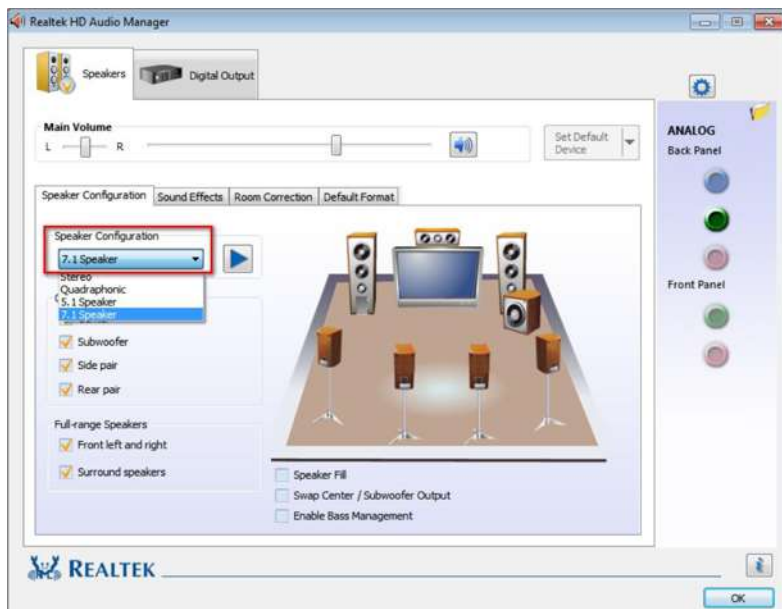 Realtek HD Audio Manager
Speakers
Digital Output
Main Volume
L R
Set Default
Device
ANALOG
Back Panel
Speaker Configuration Sound Effects Room Correction Default Format
Speaker Configuration
7.1 Speaker
Stereo
Quadraphonic
5.1 Speaker
7.1 Speaker
Subwoofer
Side pair
Rear pair
Front Panel
Full-range Speakers
Front left and right
Surround speakers
Speaker Fill
Swap Center / Subwoofer Output
Enable Bass Management
REALTEK
OK